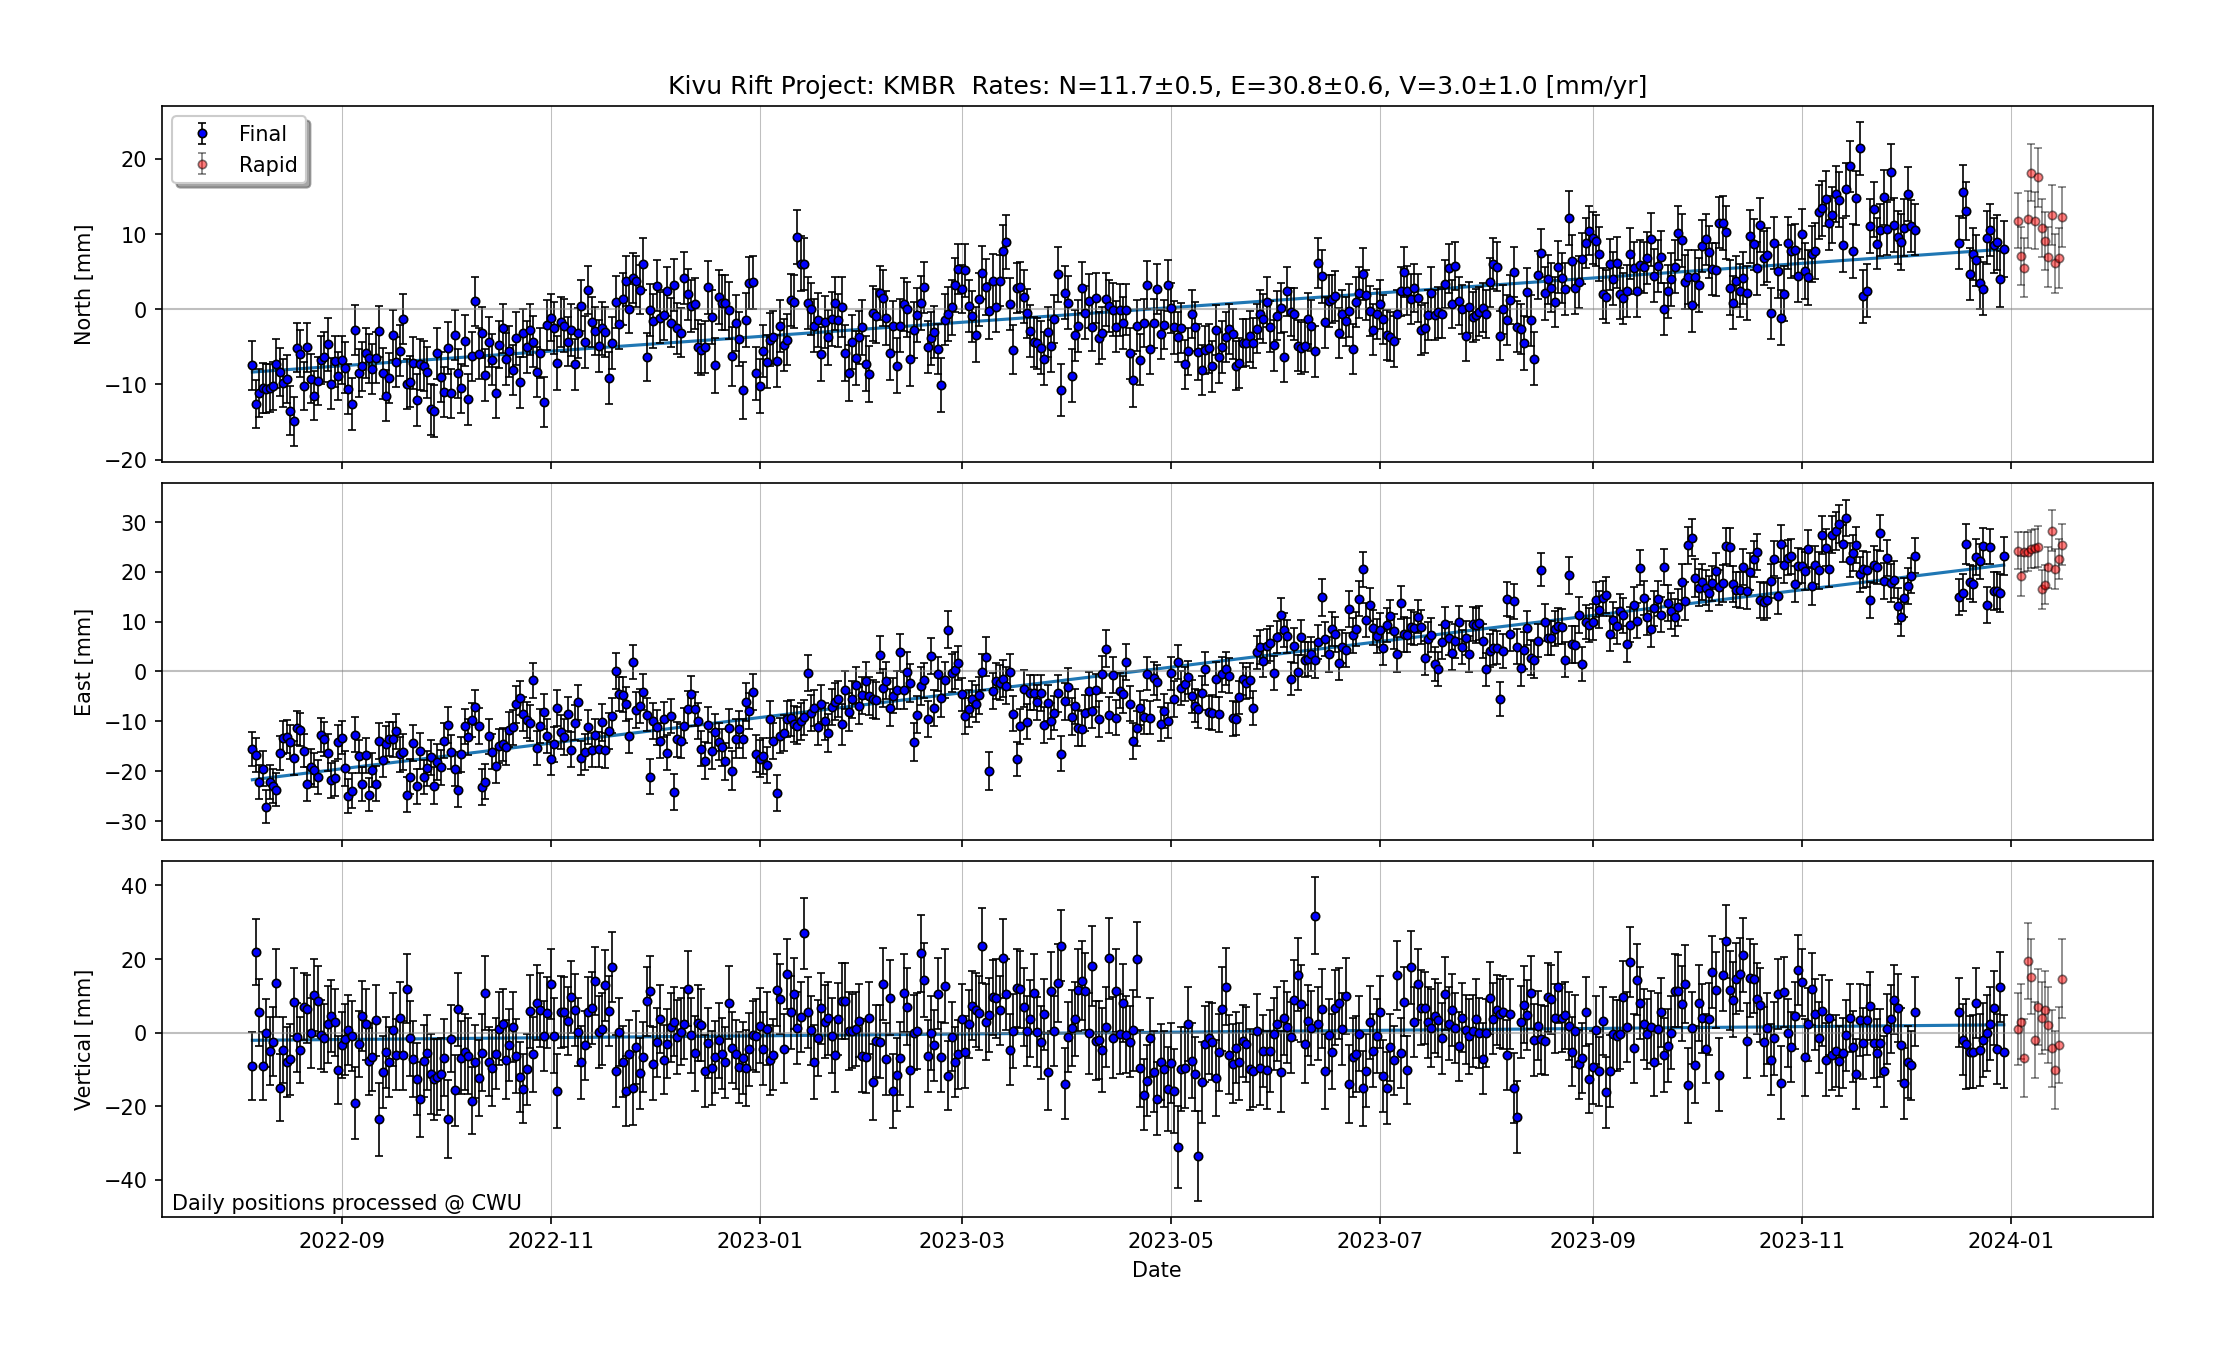 Kivu Rift Project: KMBR  Rates: N=11.7±0.5, E=30.8±0.6, V=3.0±1.0 [mm/yr]
Final
Rapid
North [mm]
20
10
0
−10
−20
East [mm]
30
20
10
0
−10
−20
−30
Vertical [mm]
40
20
0
−20
−40
Daily positions processed @ CWU
2022-09 2022-11 2023-01 2023-03 2023-05 2023-07 2023-09 2023-11 2024-01
Date